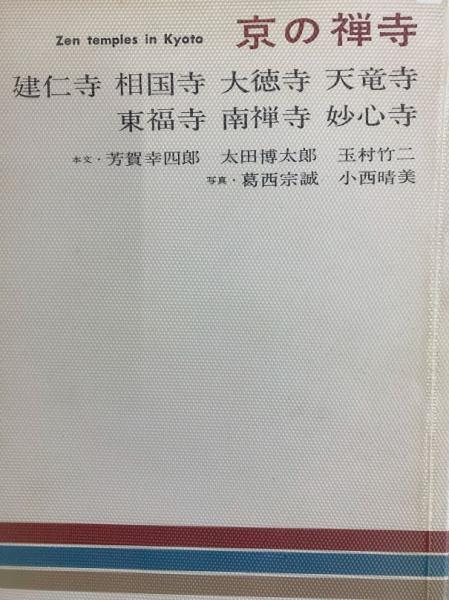 Zen temples in Kyoto 京の禅寺
建仁寺 相国寺 大徳寺 天竜寺
東福寺 南禅寺 妙心寺
本文・芳賀幸四郎 太田博太郎 玉村竹二
写真・葛西宗誠 小西晴美